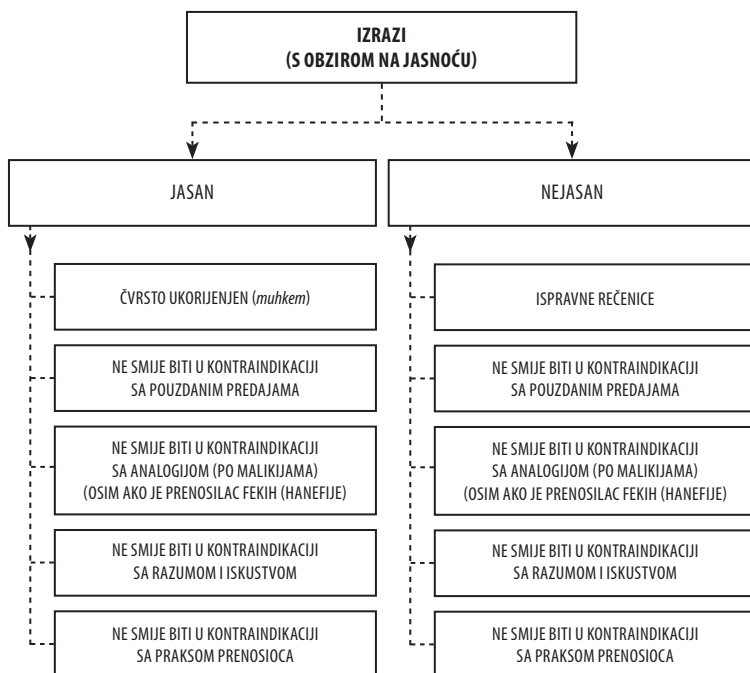 IZRAZI
(S OBZIROM NA JASNOĆU)
JASAN
ČVRSTO UKORIJENJEN (muhkem)
NE SMIJE BITI U KONTRAINDIKACIJI
SA POUZDANIM PREDAJAMA
NE SMIJE BITI U KONTRAINDIKACIJI
SA ANALOGIJOM (PO MALIKIJAMA)
(OSIM AKO JE PRENOSILAC FEKIH (HANEFIJE)
NE SMIJE BITI U KONTRAINDIKACIJI
SA RAZUMOM I ISKUSTVOM
NE SMIJE BITI U KONTRAINDIKACIJI
SA PRAKSOM PRENOSIOCA
NEJASAN
ISPRAVNE REČENICE
NE SMIJE BITI U KONTRAINDIKACIJI
SA POUZDANIM PREDAJAMA
NE SMIJE BITI U KONTRAINDIKACIJI
SA ANALOGIJOM (PO MALIKIJAMA)
(OSIM AKO JE PRENOSILAC FEKIH (HANEFIJE)
NE SMIJE BITI U KONTRAINDIKACIJI
SA RAZUMOM I ISKUSTVOM
NE SMIJE BITI U KONTRAINDIKACIJI
SA PRAKSOM PRENOSIOCA